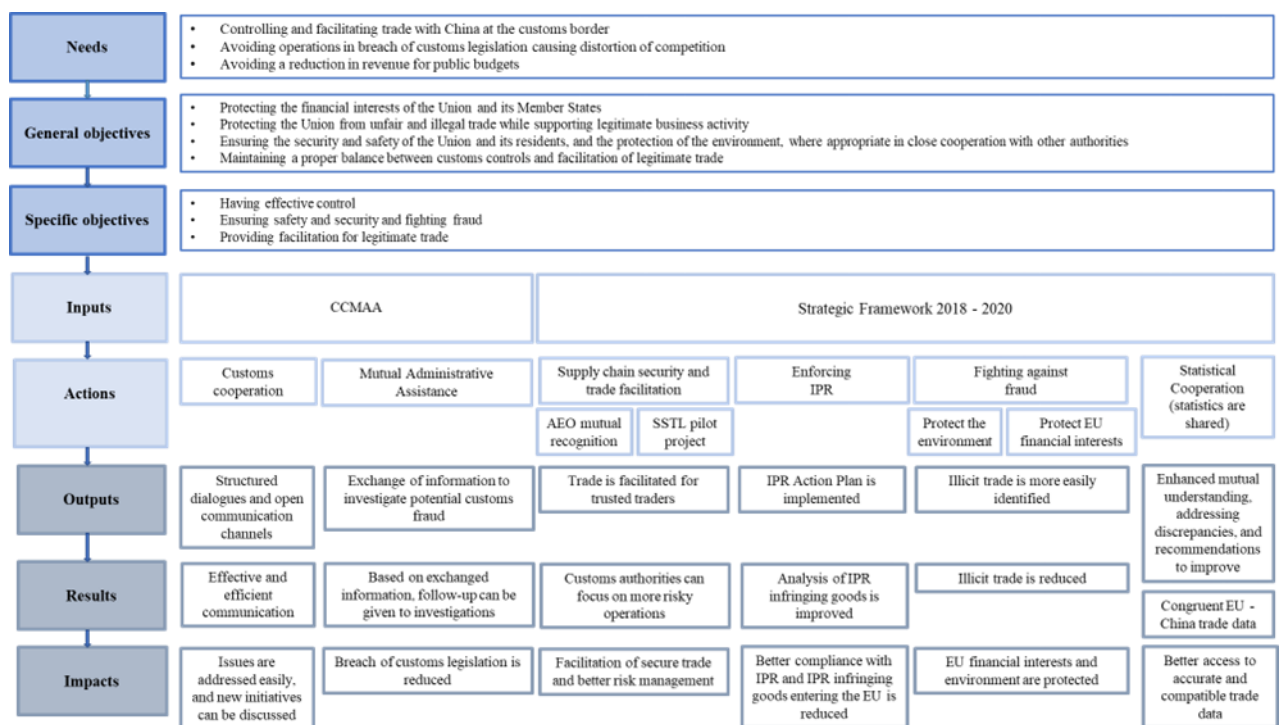 Needs
• Controlling and facilitating trade with China at the customs border
• Avoiding operations in breach of customs legislation causing distortion of competition
• Avoiding a reduction in revenue for public budgets
General objectives
• Protecting the financial interests of the Union and its Member States
• Protecting the Union from unfair and illegal trade while supporting legitimate business activity
• Ensuring the security and safety of the Union and its residents, and the protection of the environment, where appropriate in close cooperation with other authorities
• Maintaining a proper balance between customs controls and facilitation of legitimate trade
Specific objectives
• Having effective control
• Ensuring safety and security and fighting fraud
• Providing facilitation for legitimate trade
Inputs
CCMAA
Strategic Framework 2018 - 2020
Actions
Customs
cooperation
Mutual Administrative
Assistance
Supply chain security and
trade facilitation
AEO mutual
recognition
SSTL pilot
project
Enforcing
IPR
Fighting against
fraud
Protect the
environment
Protect EU
financial interests
Statistical
Cooperation
(statistics are
shared)
Outputs
Structured
dialogues and open
communication
channels
Exchange of information to
investigate potential customs
fraud
Trade is facilitated for
trusted traders
IPR Action Plan is
implemented
Illicit trade is more easily
identified
Enhanced mutual
understanding,
addressing
discrepancies, and
recommendations
to improve
Results
Effective and
efficient
communication
Based on exchanged
information, follow-up can be
given to investigations
Customs authorities can
focus on more risky
operations
Analysis of IPR
infringing goods is
improved
Illicit trade is reduced
Congruent EU -
China trade data
Impacts
Issues are
addressed easily,
and new initiatives
can be discussed
Breach of customs legislation is
reduced
Facilitation of secure trade
and better risk management
Better compliance with
IPR and IPR infringing
goods entering the EU is
reduced
EU financial interests and
environment are protected
Better access to
accurate and
compatible trade
data